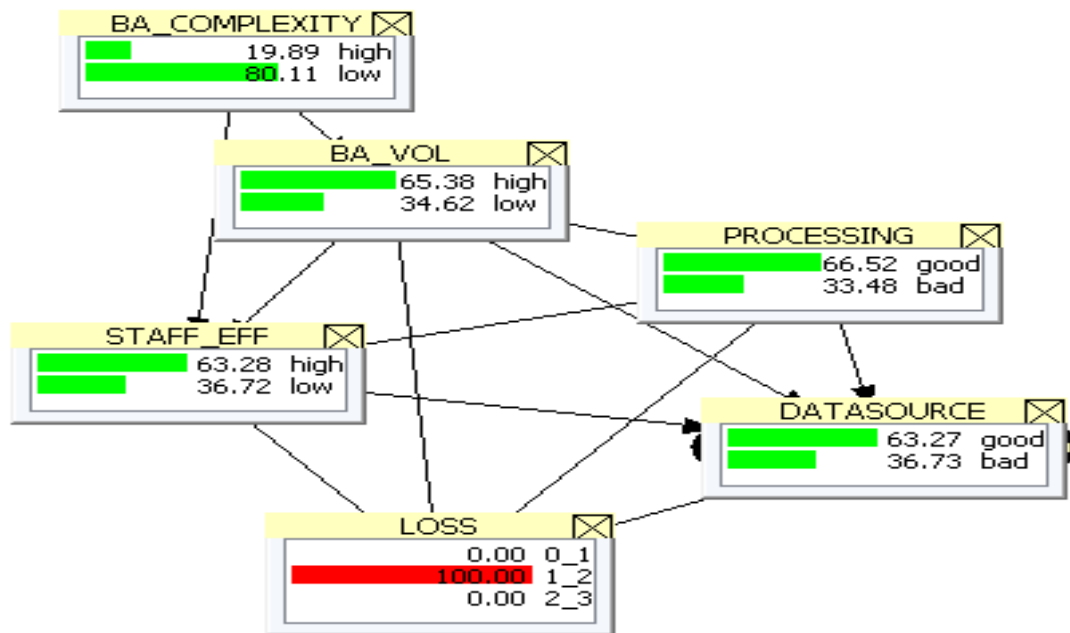 BA_COMPLEXITY
19.89 high
80.11 low
BA_VOL
65.38 high
34.62 low
PROCESSING
66.52 good
33.48 bad
STAFF_EFF
63.28 high
36.72 low
DATASOURCE
63.27 good
36.73 bad
LOSS
0.00 0_1
100.00 1_2
0.00 2_3